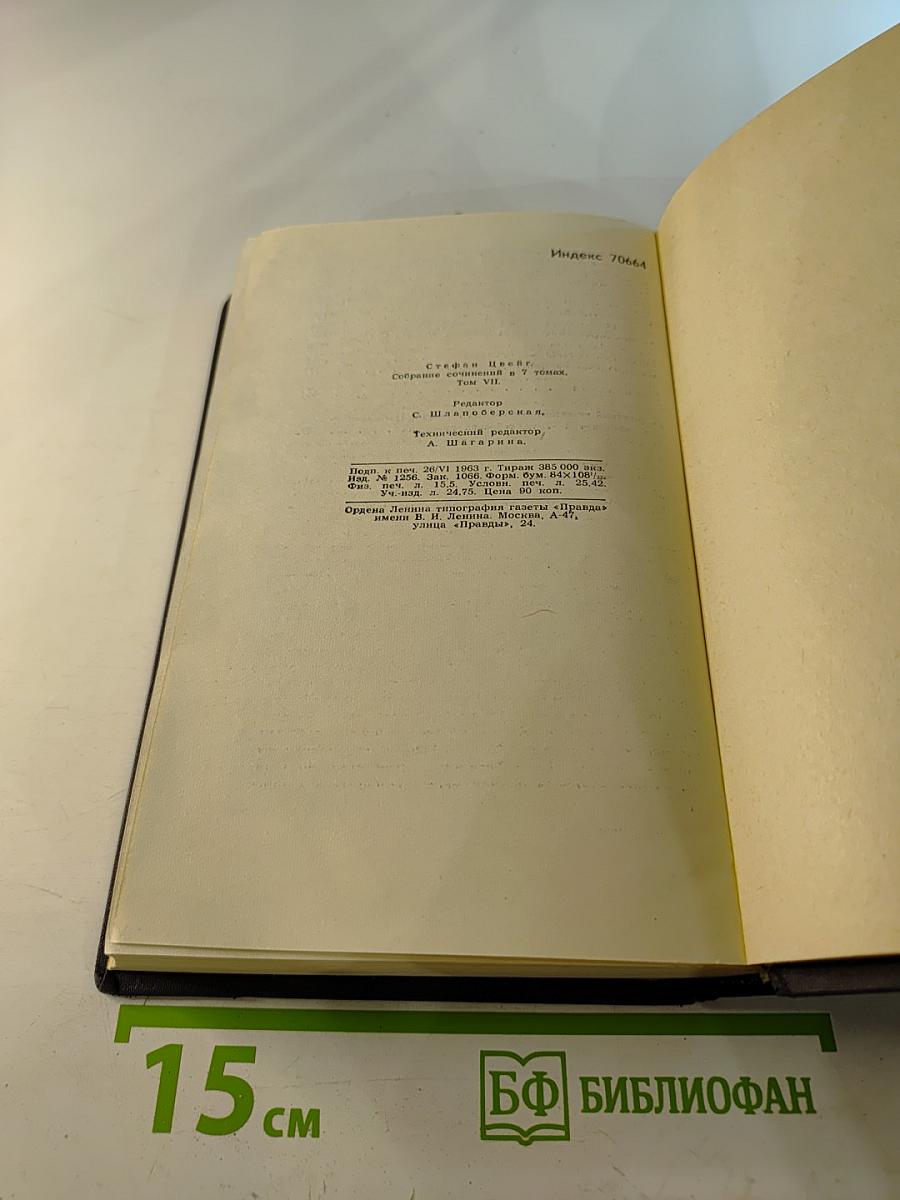 Индекс 70664
Стефан Цвейг.
Собрание сочинений в 7 томах.
Том VII.
Редактор
С. Шлапоберская.
Технический редактор
А. Шагарина.
Подп. к печ. 26/VI 1963 г. Тираж 385 000 экз.
Изд. № 1256. Зак. 1066. Форм. бум. 84×108¹/₃₂.
Физ. печ. л. 15,5. Условн. печ. л. 25,42.
Уч.-изд. л. 24,75. Цена 90 коп.
Ордена Ленина типография газеты «Правда»
имени В. И. Ленина. Москва, А-47,
улица «Правды», 24.
15 см
БФ БИБЛИОФАН